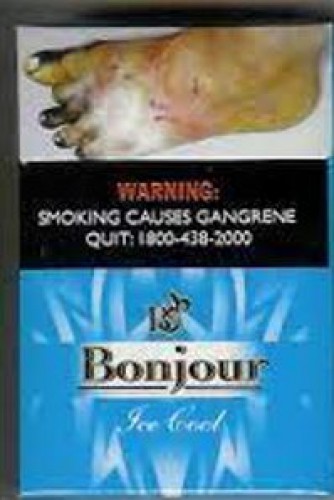 WARNING:
SMOKING CAUSES GANGRENE
QUIT: 1800-438-2000
Bonjour
Ice Cool